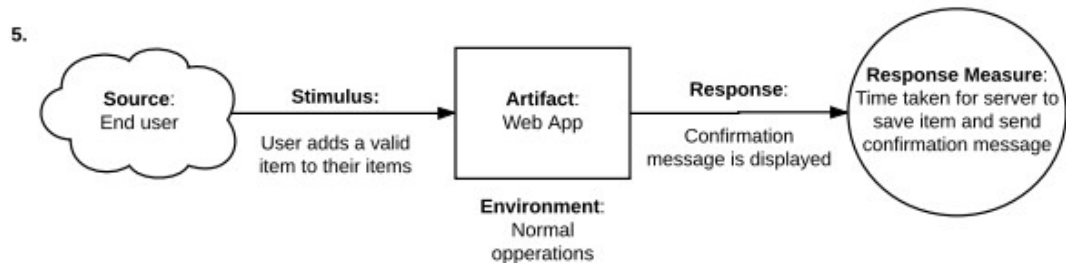 5.
Source:
End user
Stimulus:
User adds a valid
item to their items
Artifact:
Web App
Environment:
Normal
opperations
Response:
Confirmation
message is displayed
Response Measure:
Time taken for server to
save item and send
confirmation message